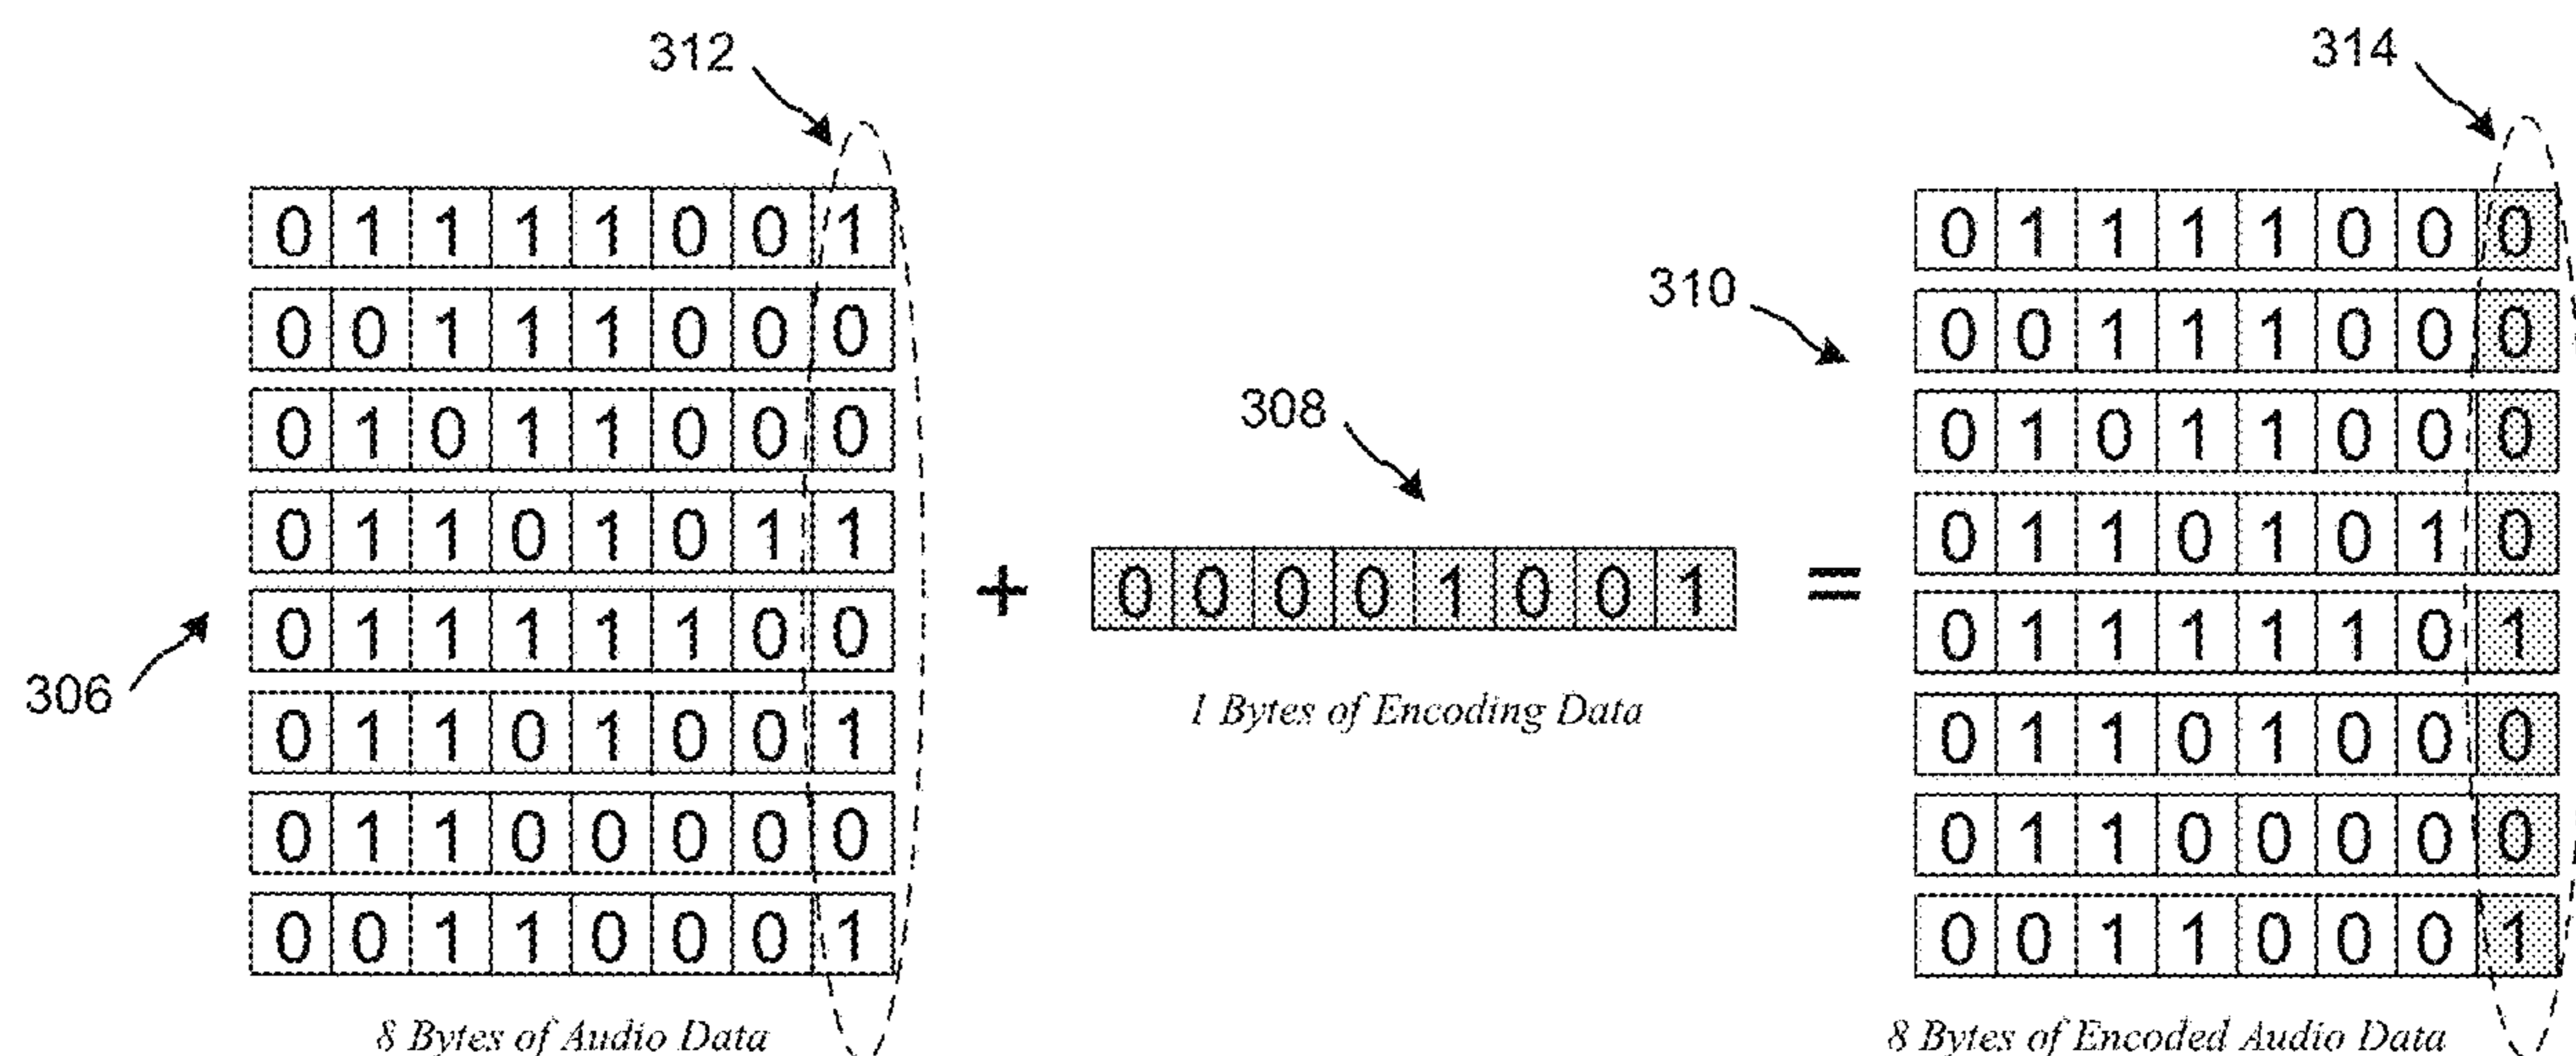 312
314
0 1 1 1 1 0 0 1
0 0 1 1 1 0 0 0
0 1 0 1 1 0 0 0
0 1 1 0 1 0 1 1
0 1 1 1 1 1 0 0
0 1 1 0 1 0 0 1
0 1 1 0 0 0 0 0
0 0 1 1 0 0 0 1
306
8 Bytes of Audio Data
+
308
0 0 0 0 1 0 0 1
1 Bytes of Encoding Data
=
310
0 1 1 1 1 0 0 0
0 0 1 1 1 0 0 0
0 1 0 1 1 0 0 0
0 1 1 0 1 0 1 0
0 1 1 1 1 1 0 1
0 1 1 0 1 0 0 0
0 1 1 0 0 0 0 0
0 0 1 1 0 0 0 1
8 Bytes of Encoded Audio Data